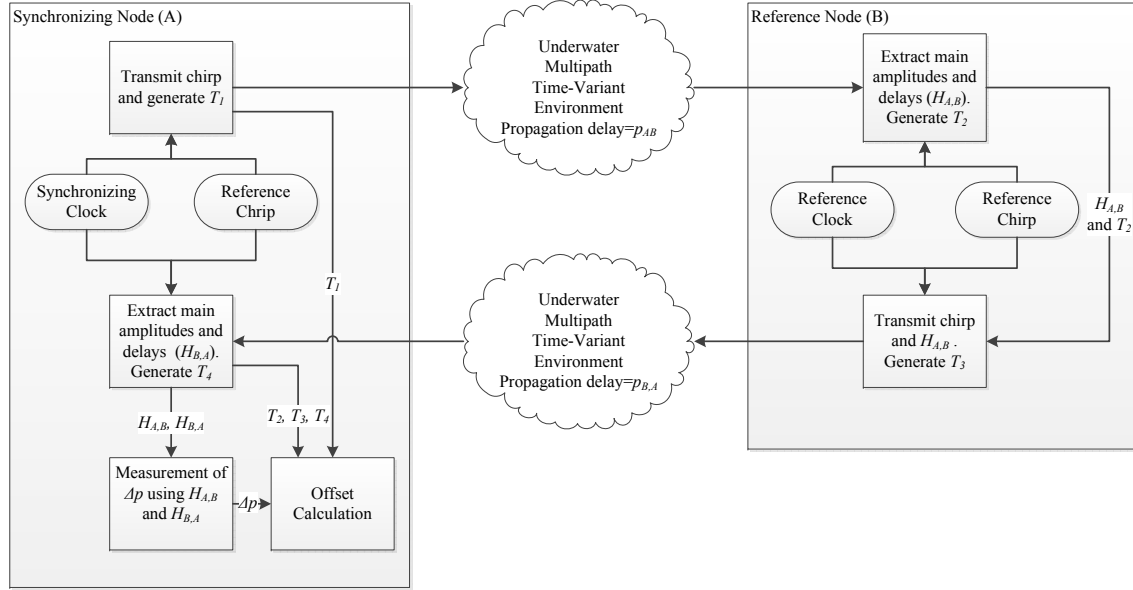 Synchronizing Node (A)
Transmit chirp
and generate T1
Synchronizing
Clock
Reference
Chrip
T1
Extract main
amplitudes and
delays (HB,A).
Generate T4
HA,B, HB,A
T2, T3, T4
Measurement of
Δp using HA,B
and HB,A
Δp
Offset
Calculation
Underwater
Multipath
Time-Variant
Environment
Propagation delay=pAB
Underwater
Multipath
Time-Variant
Environment
Propagation delay=pB,A
Reference Node (B)
Extract main
amplitudes and
delays (HA,B).
Generate T2
Reference
Clock
Reference
Chirp
HA,B
and T2
Transmit chirp
and HA,B .
Generate T3